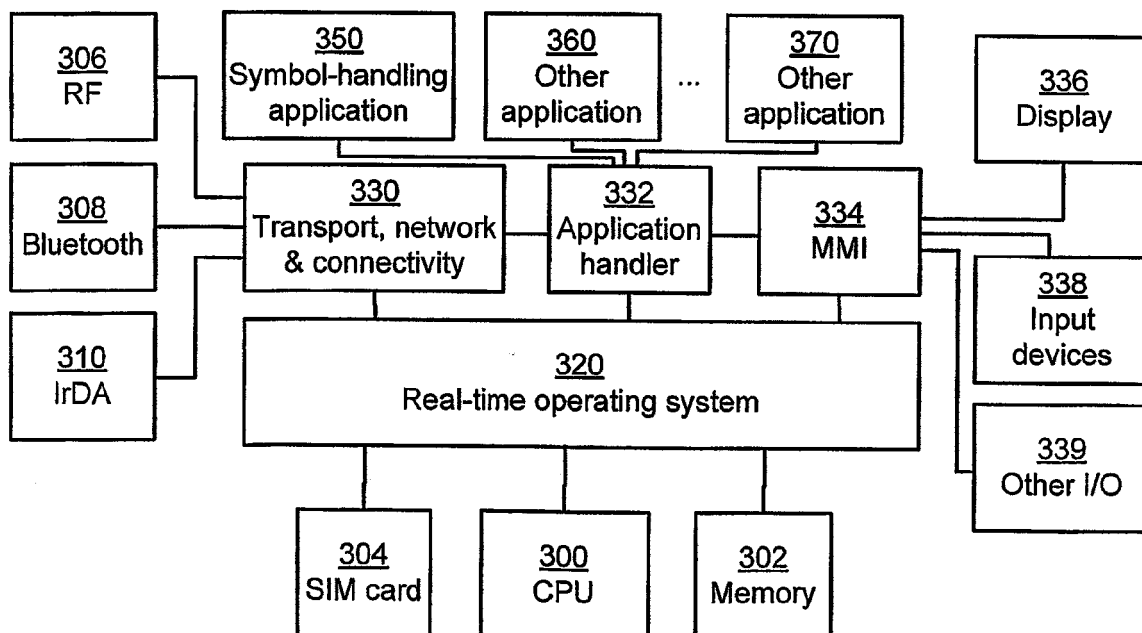 306
RF
350
Symbol-handling
application
360
Other
application
...
370
Other
application
336
Display
308
Bluetooth
330
Transport, network
& connectivity
332
Application
handler
334
MMI
338
Input
devices
310
IrDA
320
Real-time operating system
339
Other I/O
304
SIM card
300
CPU
302
Memory